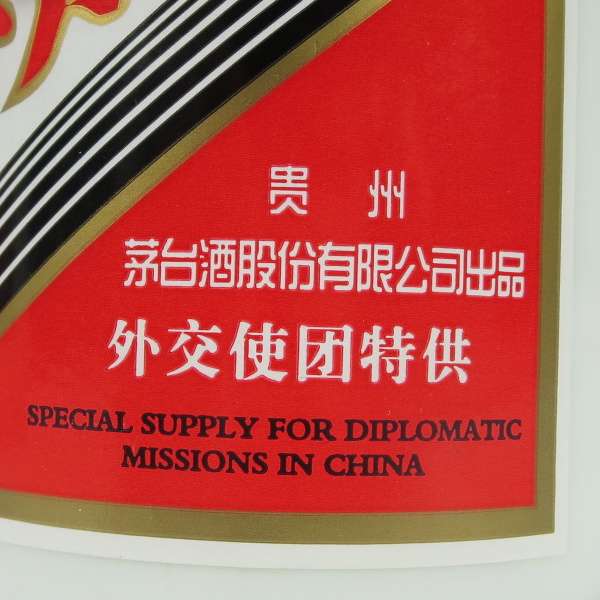 贵 州
茅台酒股份有限公司出品
外交使团特供
SPECIAL SUPPLY FOR DIPLOMATIC
MISSIONS IN CHINA